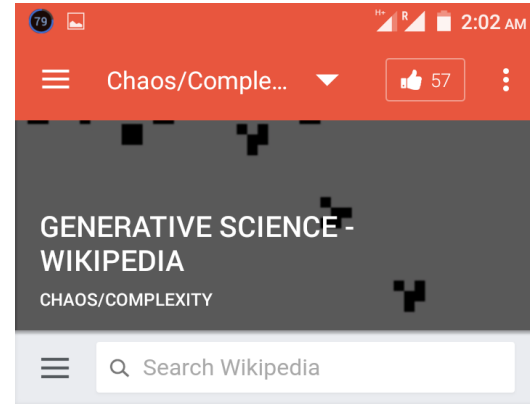 79
H+ R 2:02 AM
Chaos/Comple... 57
GENERATIVE SCIENCE -
WIKIPEDIA
CHAOS/COMPLEXITY
Search Wikipedia